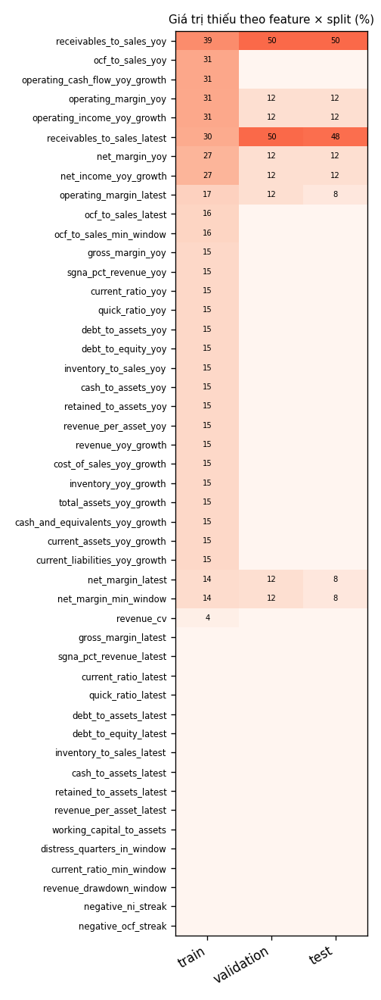 Giá trị thiếu theo feature × split (%)
receivables_to_sales_yoy 39 50 50
ocf_to_sales_yoy 31
operating_cash_flow_yoy_growth 31
operating_margin_yoy 31 12 12
operating_income_yoy_growth 31 12 12
receivables_to_sales_latest 30 50 48
net_margin_yoy 27 12 12
net_income_yoy_growth 27 12 12
operating_margin_latest 17 12 8
ocf_to_sales_latest 16
ocf_to_sales_min_window 16
gross_margin_yoy 15
sgna_pct_revenue_yoy 15
current_ratio_yoy 15
quick_ratio_yoy 15
debt_to_assets_yoy 15
debt_to_equity_yoy 15
inventory_to_sales_yoy 15
cash_to_assets_yoy 15
retained_to_assets_yoy 15
revenue_per_asset_yoy 15
revenue_yoy_growth 15
cost_of_sales_yoy_growth 15
inventory_yoy_growth 15
total_assets_yoy_growth 15
cash_and_equivalents_yoy_growth 15
current_assets_yoy_growth 15
current_liabilities_yoy_growth 15
net_margin_latest 14 12 8
net_margin_min_window 14 12 8
revenue_cv 4
gross_margin_latest
sgna_pct_revenue_latest
current_ratio_latest
quick_ratio_latest
debt_to_assets_latest
debt_to_equity_latest
inventory_to_sales_latest
cash_to_assets_latest
retained_to_assets_latest
revenue_per_asset_latest
working_capital_to_assets
distress_quarters_in_window
current_ratio_min_window
revenue_drawdown_window
negative_ni_streak
negative_ocf_streak
train validation test